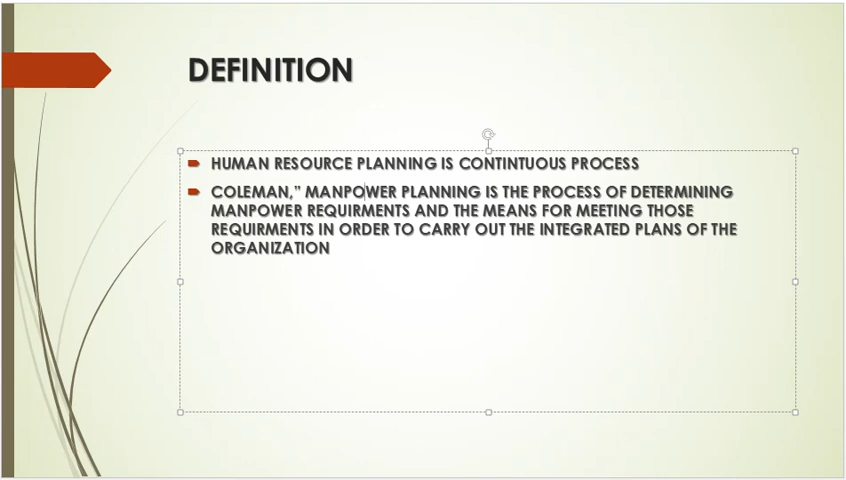 DEFINITION
HUMAN RESOURCE PLANNING IS CONTINTUOUS PROCESS
COLEMAN,” MANPOWER PLANNING IS THE PROCESS OF DETERMINING
MANPOWER REQUIRMENTS AND THE MEANS FOR MEETING THOSE
REQUIRMENTS IN ORDER TO CARRY OUT THE INTEGRATED PLANS OF THE
ORGANIZATION